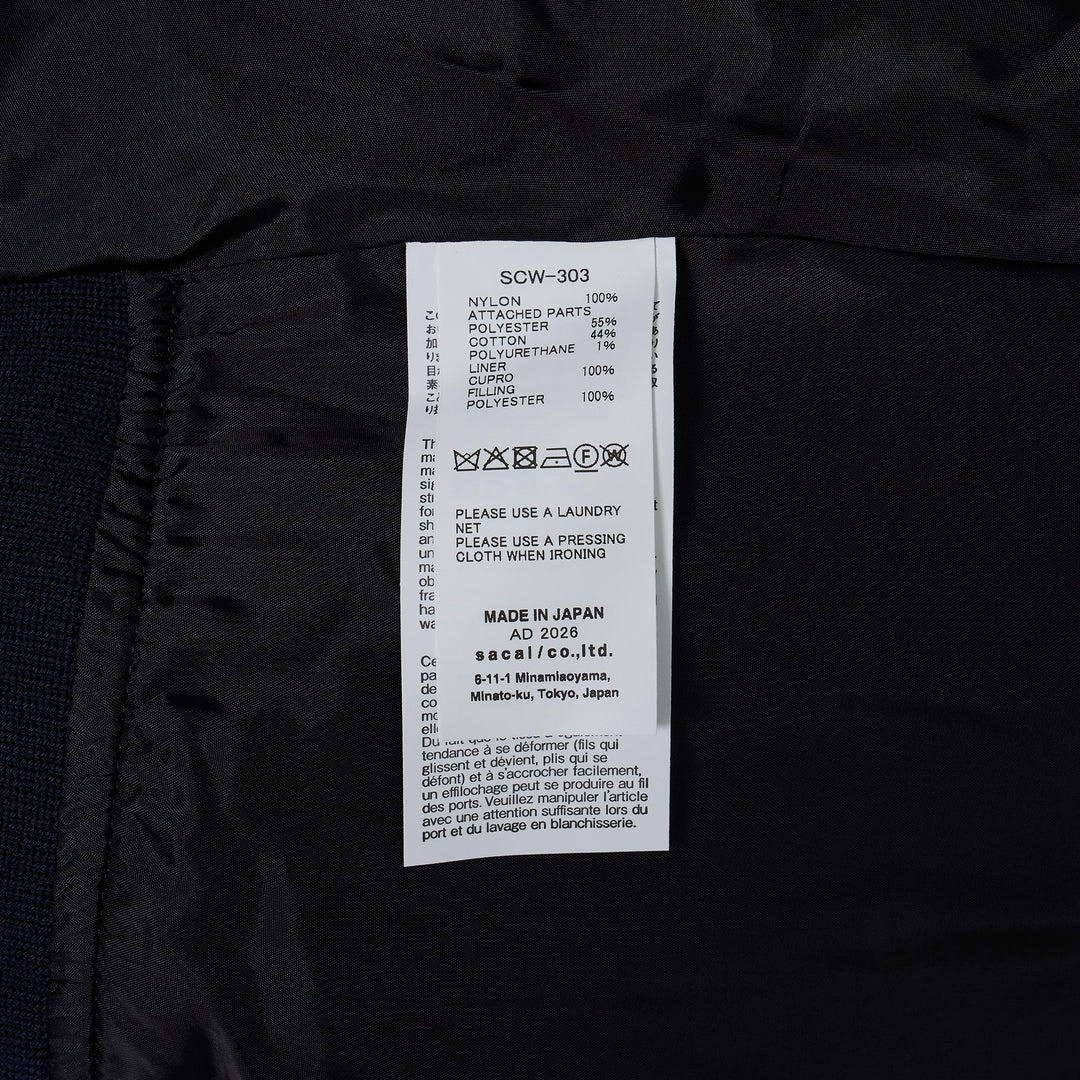 SCW-303
NYLON 100%
ATTACHED PARTS
POLYESTER 55%
COTTON 44%
POLYURETHANE 1%
LINER
CUPRO 100%
FILLING
POLYESTER 100%
PLEASE USE A LAUNDRY
NET
PLEASE USE A PRESSING
CLOTH WHEN IRONING
MADE IN JAPAN
AD 2026
sacai/co.,ltd.
6-11-1 Minamiaoyama,
Minato-ku, Tokyo, Japan
tendance à se déformer (fils qui
glissent et dévient, plis qui se
défont) et à s'accrocher facilement,
un effilochage peut se produire au fil
des ports. Veuillez manipuler l'article
avec une attention suffisante lors du
port et du lavage en blanchisserie.